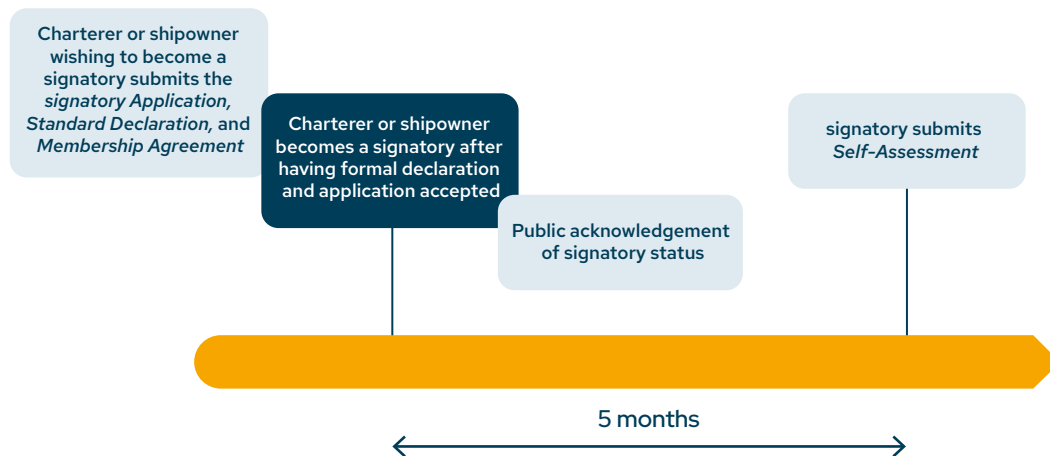 Charterer or shipowner
wishing to become a
signatory submits the
signatory Application,
Standard Declaration, and
Membership Agreement
Charterer or shipowner
becomes a signatory after
having formal declaration
and application accepted
Public acknowledgement
of signatory status
signatory submits
Self-Assessment
5 months